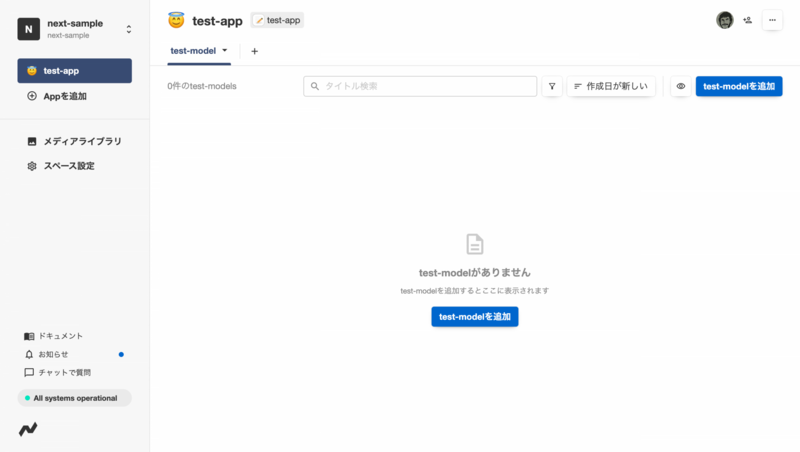 N
next-sample
next-sample
test-app
Appを追加
メディアライブラリ
スペース設定
ドキュメント
お知らせ
チャットで質問
All systems operational
test-app
test-app
test-model
0件のtest-models
タイトル検索
作成日が新しい
test-modelを追加
test-modelがありません
test-modelを追加するとここに表示されます
test-modelを追加